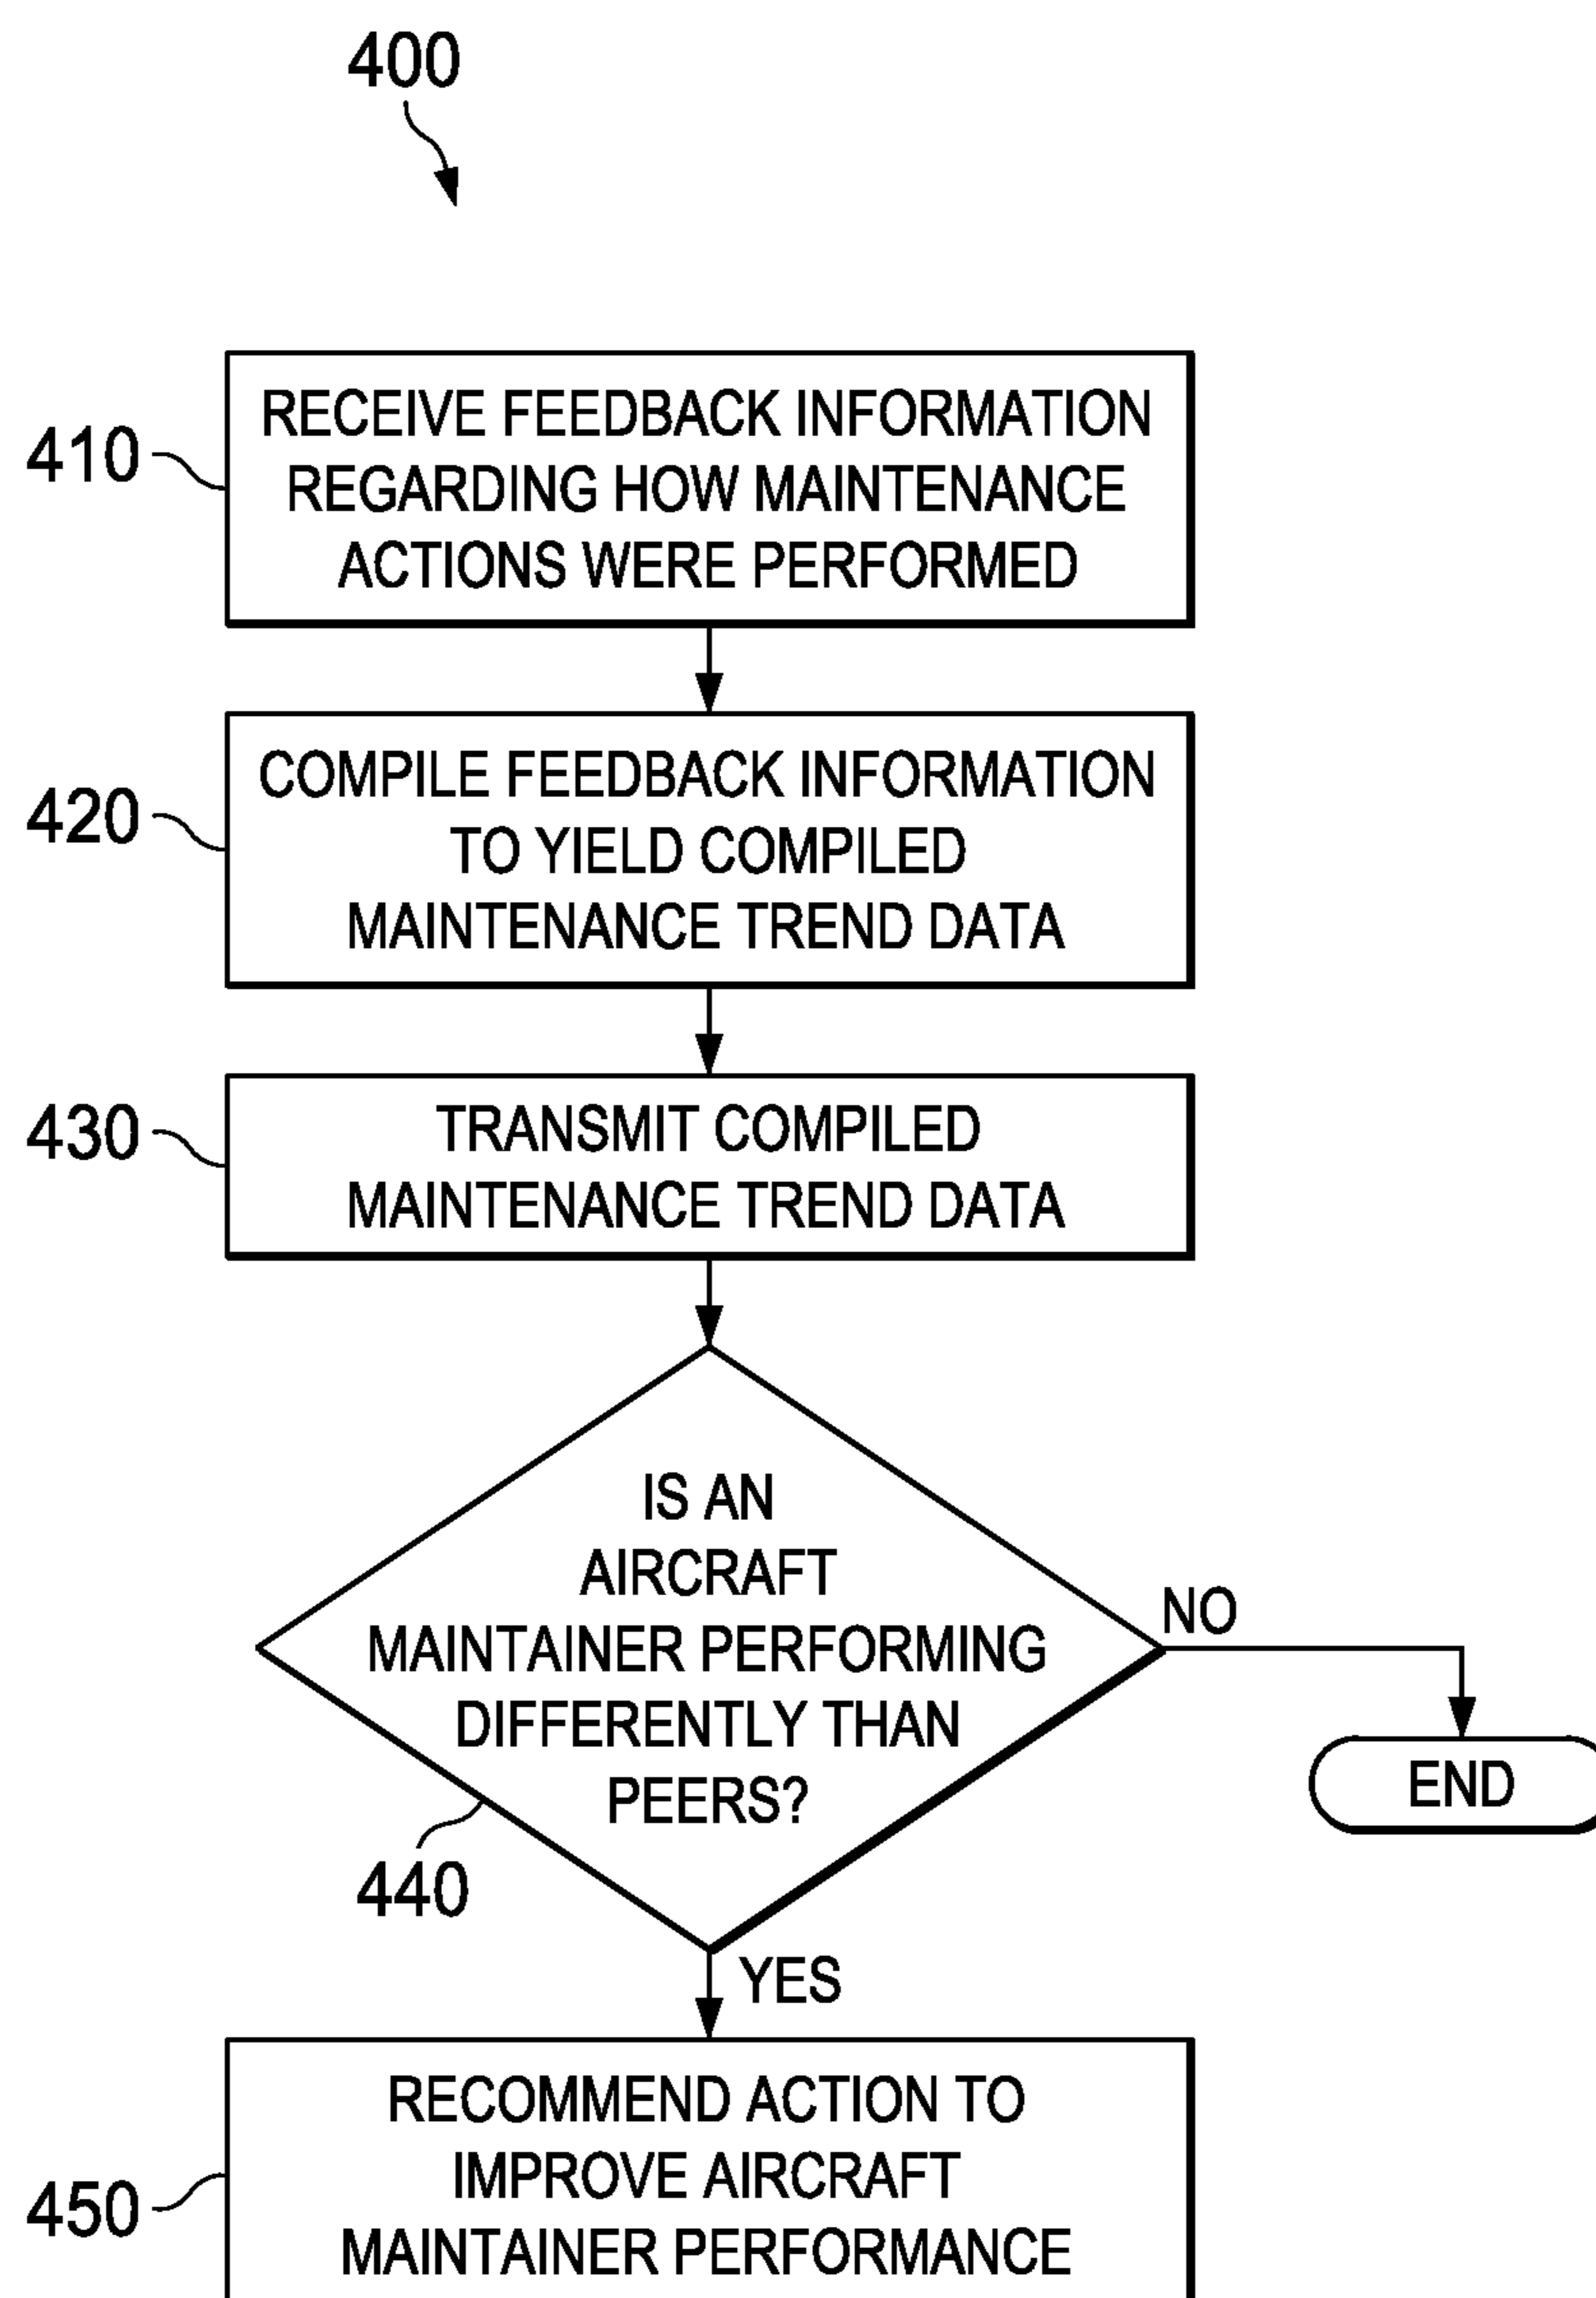 400
410
RECEIVE FEEDBACK INFORMATION
REGARDING HOW MAINTENANCE
ACTIONS WERE PERFORMED
420
COMPILE FEEDBACK INFORMATION
TO YIELD COMPILED
MAINTENANCE TREND DATA
430
TRANSMIT COMPILED
MAINTENANCE TREND DATA
IS AN
AIRCRAFT
MAINTAINER PERFORMING
DIFFERENTLY THAN
PEERS?
NO
END
440
YES
450
RECOMMEND ACTION TO
IMPROVE AIRCRAFT
MAINTAINER PERFORMANCE